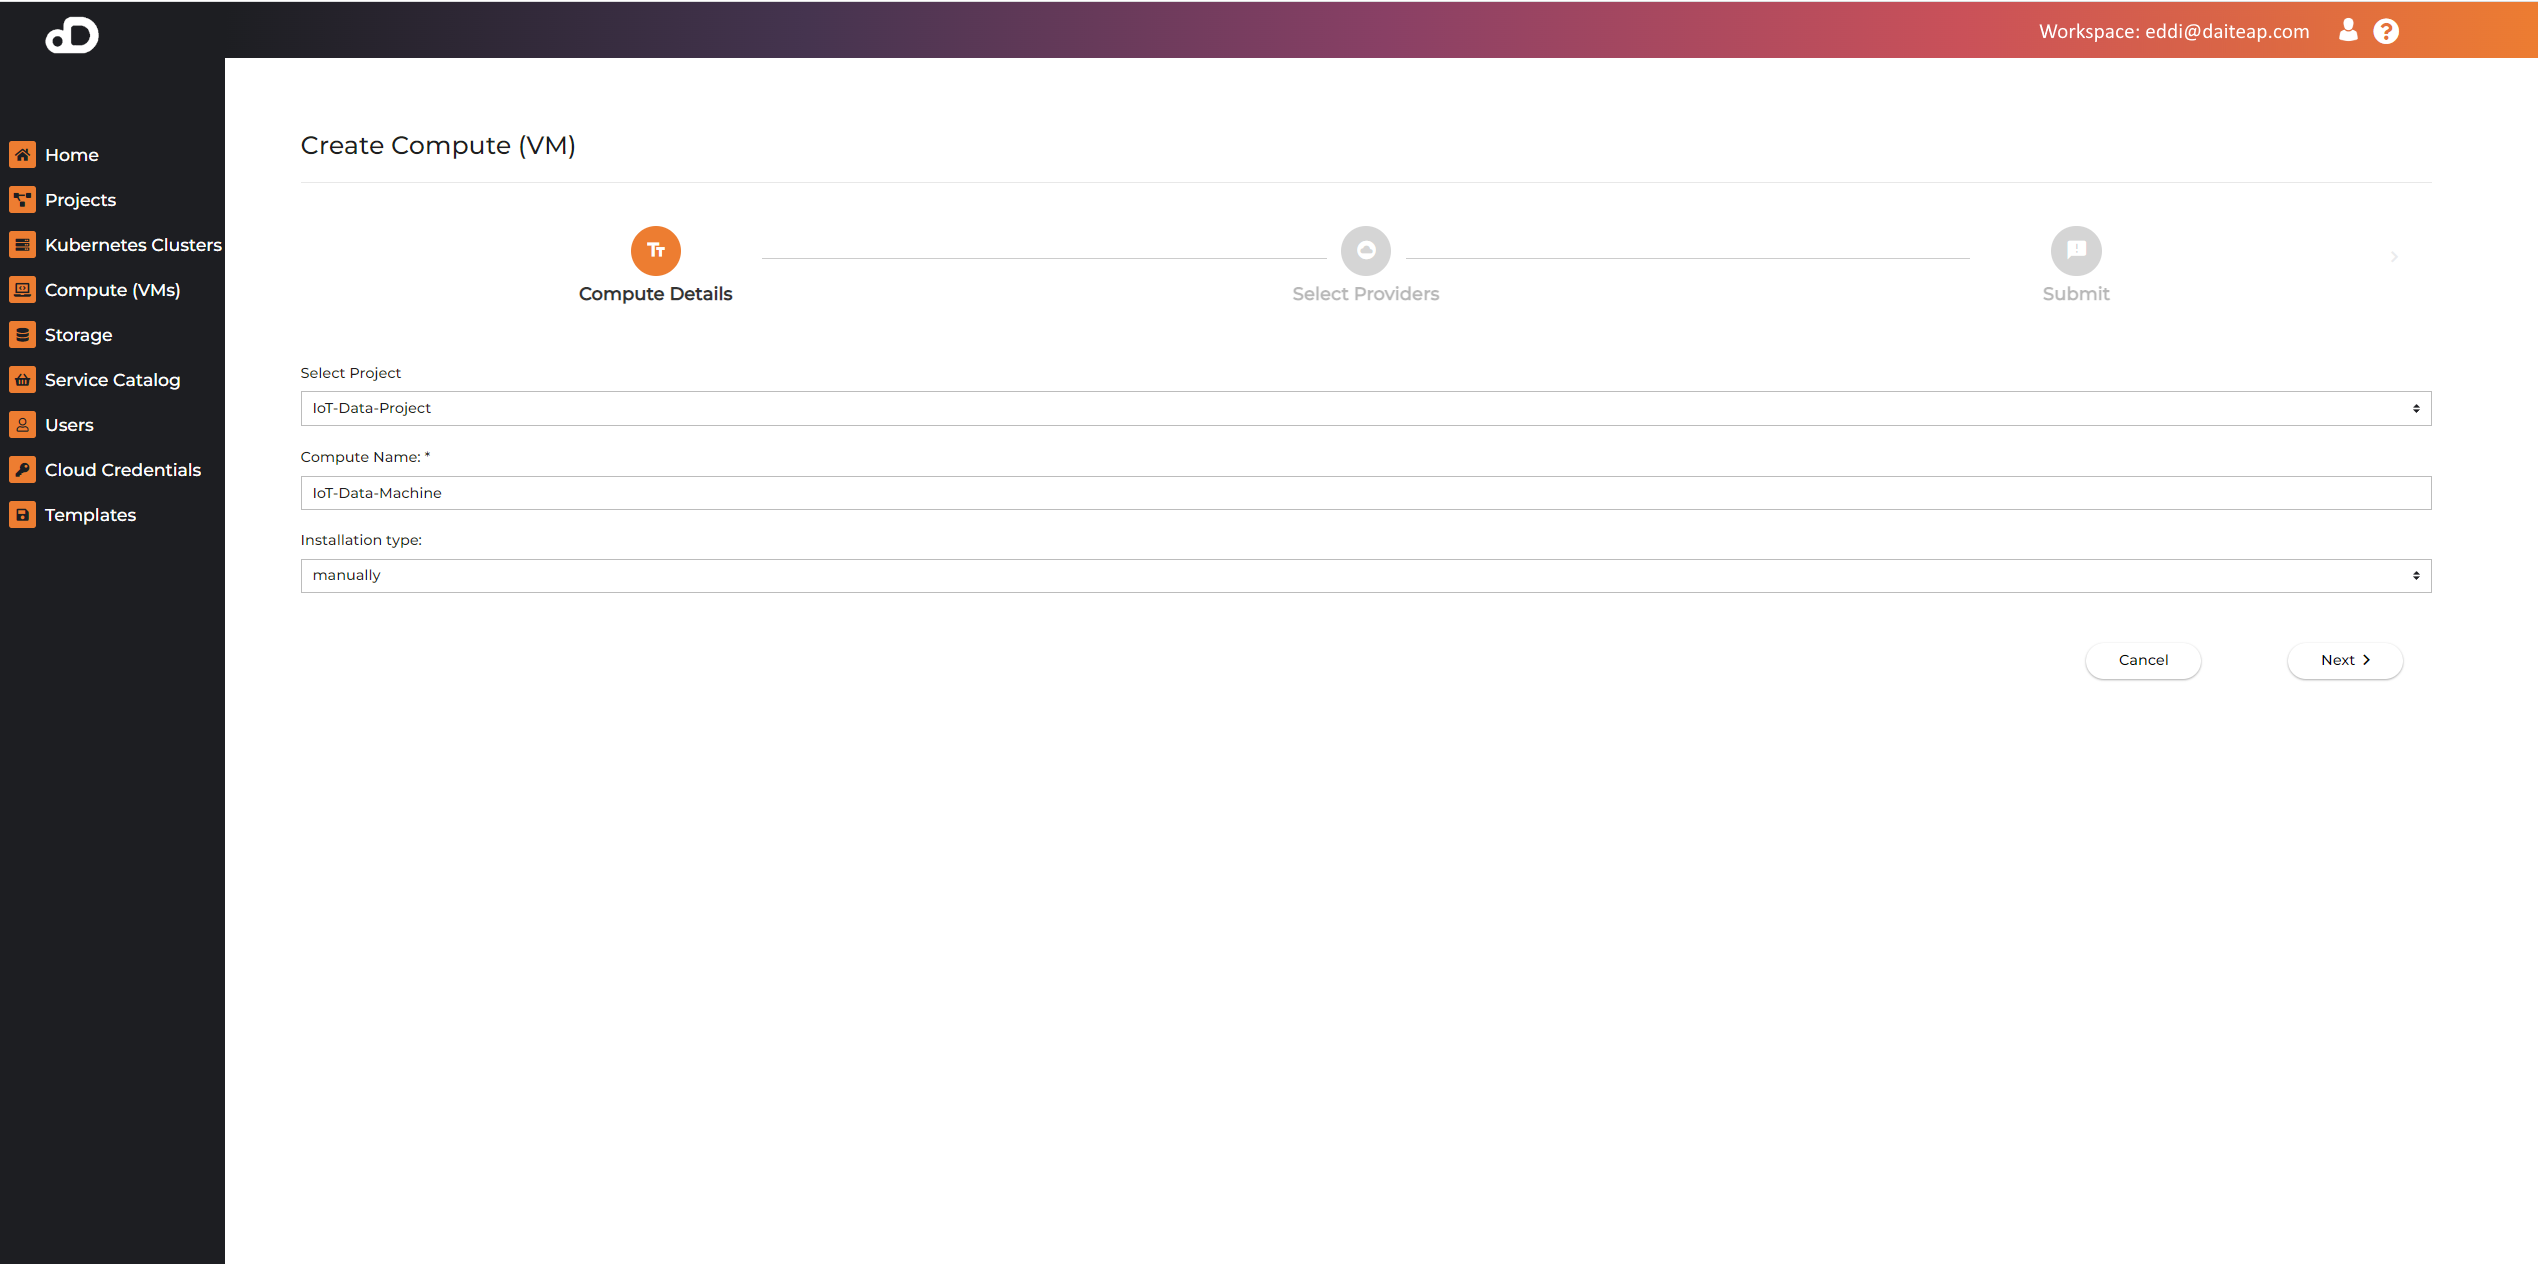 Workspace: eddi@daiteap.com
Home
Projects
Kubernetes Clusters
Compute (VMs)
Storage
Service Catalog
Users
Cloud Credentials
Templates
Create Compute (VM)
Compute Details
Select Providers
Submit
Select Project
IoT-Data-Project
Compute Name: *
IoT-Data-Machine
Installation type:
manually
Cancel
Next